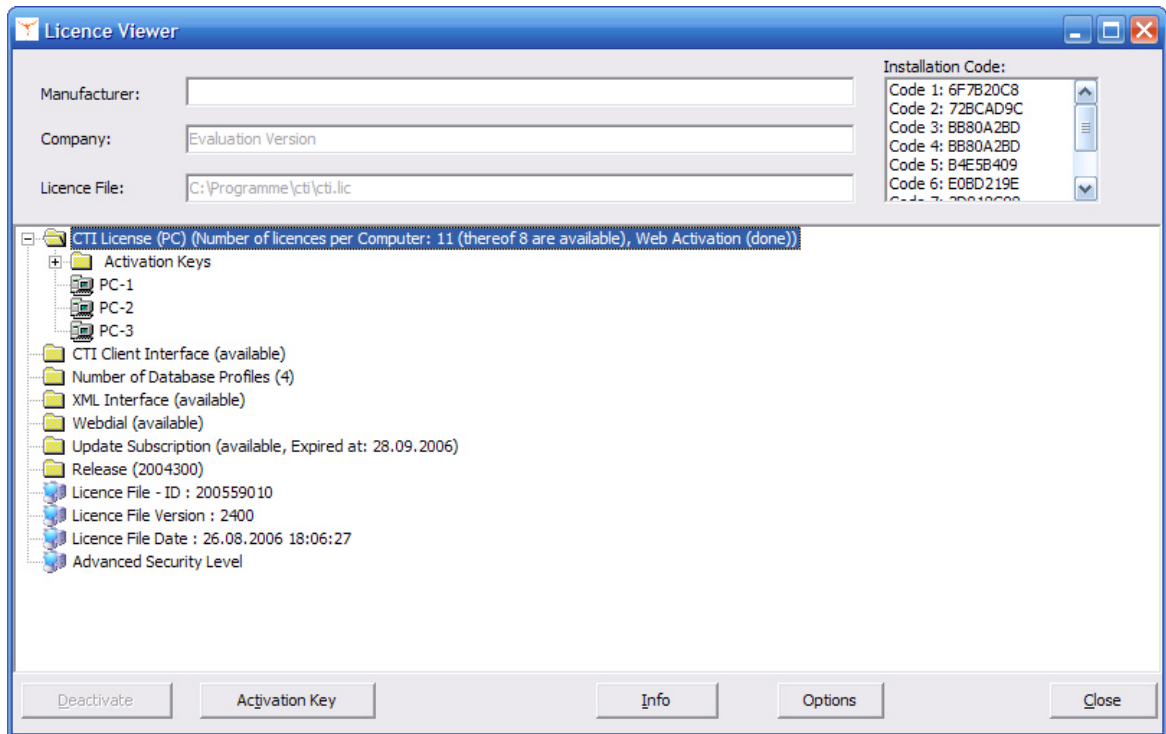 Licence Viewer
Manufacturer:
Company:
Evaluation Version
Licence File:
C:\Programme\cti\cti.lic
Installation Code:
Code 1: 6F7B20C8
Code 2: 72BCAD9C
Code 3: BB80A2BD
Code 4: BB80A2BD
Code 5: B4E5B409
Code 6: E0BD219E
CTI License (PC) (Number of licences per Computer: 11 (thereof 8 are available), Web Activation (done))
Activation Keys
PC-1
PC-2
PC-3
CTI Client Interface (available)
Number of Database Profiles (4)
XML Interface (available)
Webdial (available)
Update Subscription (available, Expired at: 28.09.2006)
Release (2004300)
Licence File - ID : 200559010
Licence File Version : 2400
Licence File Date : 26.08.2006 18:06:27
Advanced Security Level
Deactivate
Activation Key
Info
Options
Close